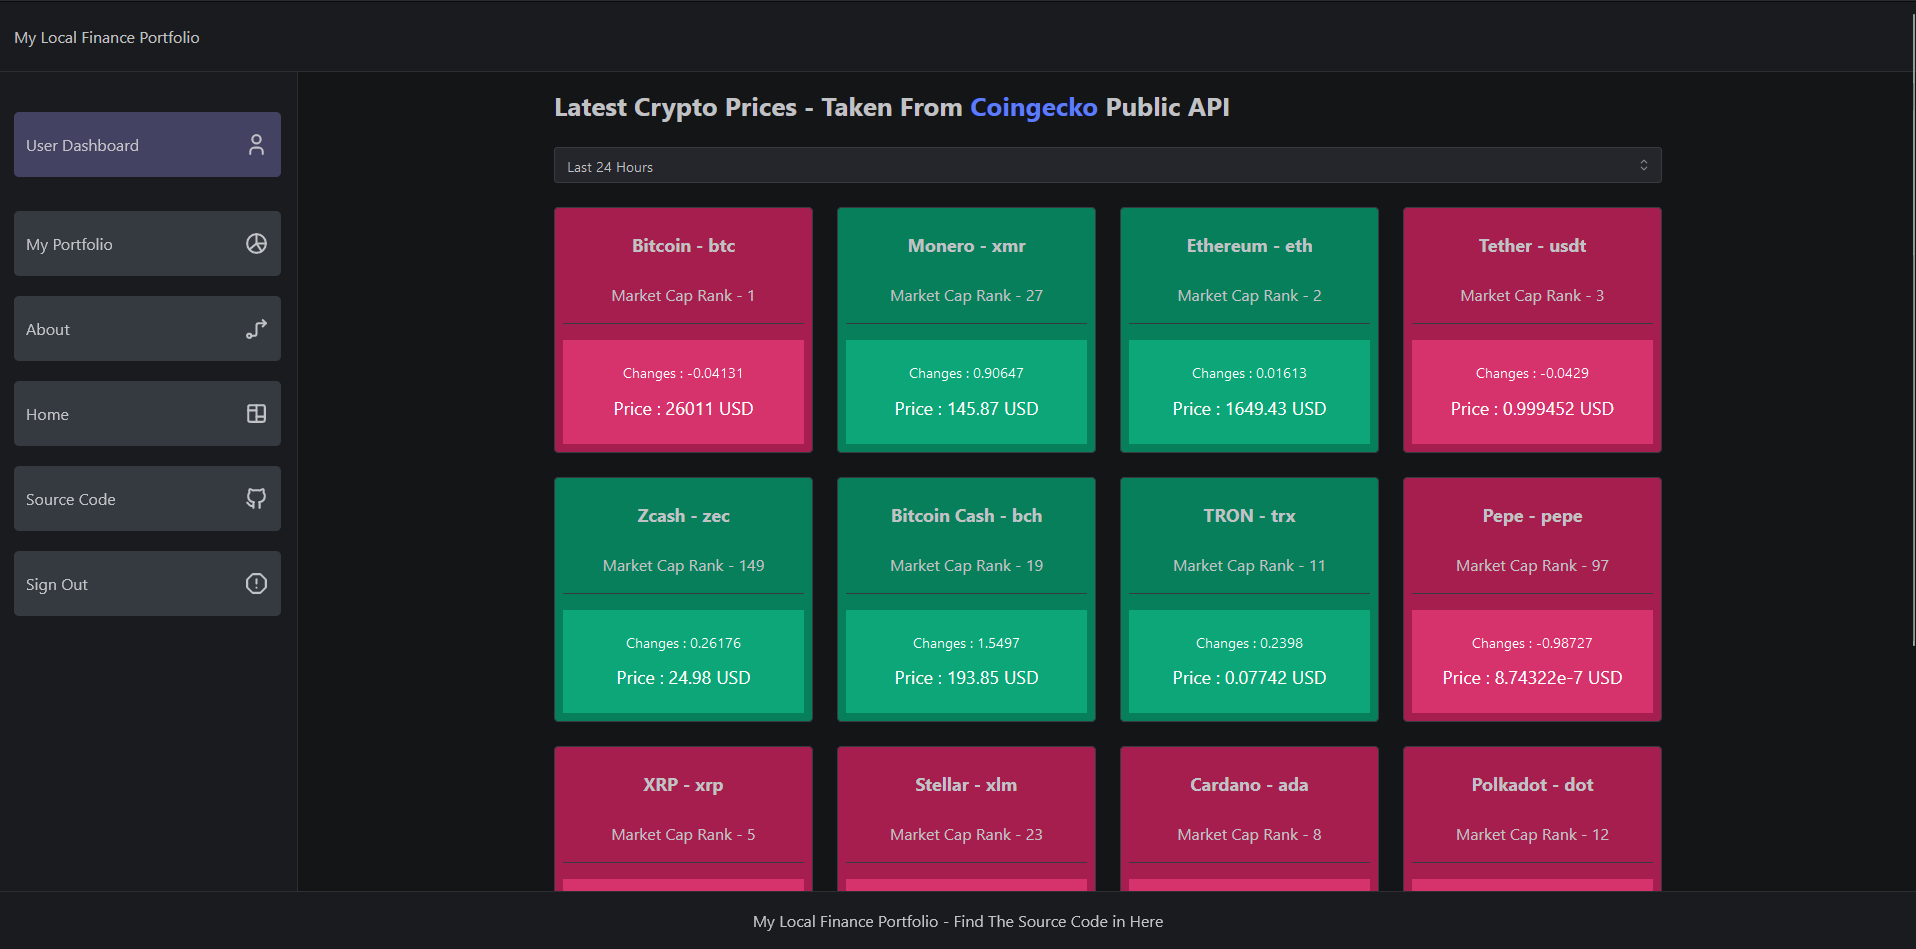 My Local Finance Portfolio
User Dashboard
My Portfolio
About
Home
Source Code
Sign Out
Latest Crypto Prices - Taken From Coingecko Public API
Last 24 Hours
Bitcoin - btc
Market Cap Rank - 1
Changes : -0.04131
Price : 26011 USD
Monero - xmr
Market Cap Rank - 27
Changes : 0.90647
Price : 145.87 USD
Ethereum - eth
Market Cap Rank - 2
Changes : 0.01613
Price : 1649.43 USD
Tether - usdt
Market Cap Rank - 3
Changes : -0.0429
Price : 0.999452 USD
Zcash - zec
Market Cap Rank - 149
Changes : 0.26176
Price : 24.98 USD
Bitcoin Cash - bch
Market Cap Rank - 19
Changes : 1.5497
Price : 193.85 USD
TRON - trx
Market Cap Rank - 11
Changes : 0.2398
Price : 0.07742 USD
Pepe - pepe
Market Cap Rank - 97
Changes : -0.98727
Price : 8.74322e-7 USD
XRP - xrp
Market Cap Rank - 5
Stellar - xlm
Market Cap Rank - 23
Cardano - ada
Market Cap Rank - 8
Polkadot - dot
Market Cap Rank - 12
My Local Finance Portfolio - Find The Source Code in Here